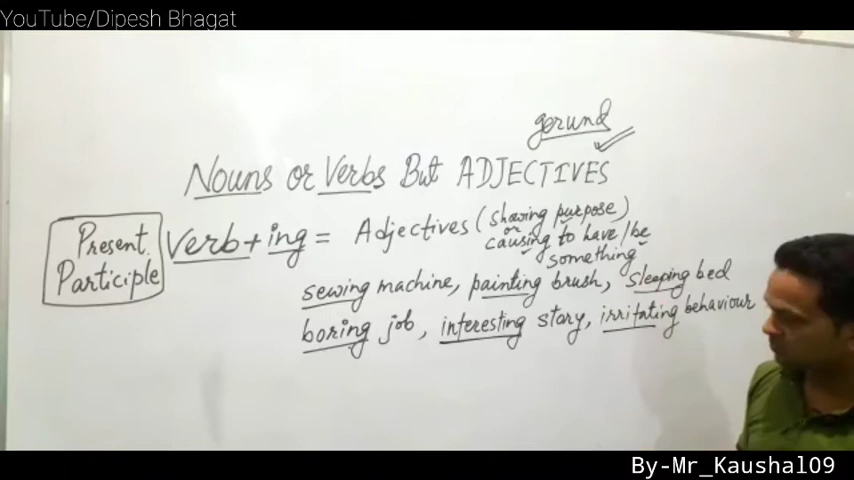 YouTube/Dipesh Bhagat
gerund
Nouns or Verbs But ADJECTIVES
Present
Participle
Verb + ing = Adjectives (showing purpose)
or
causing to have/be
something
sewing machine, painting brush, sleeping bed
boring job, interesting story, irritating behaviour
By-Mr_Kaushal09